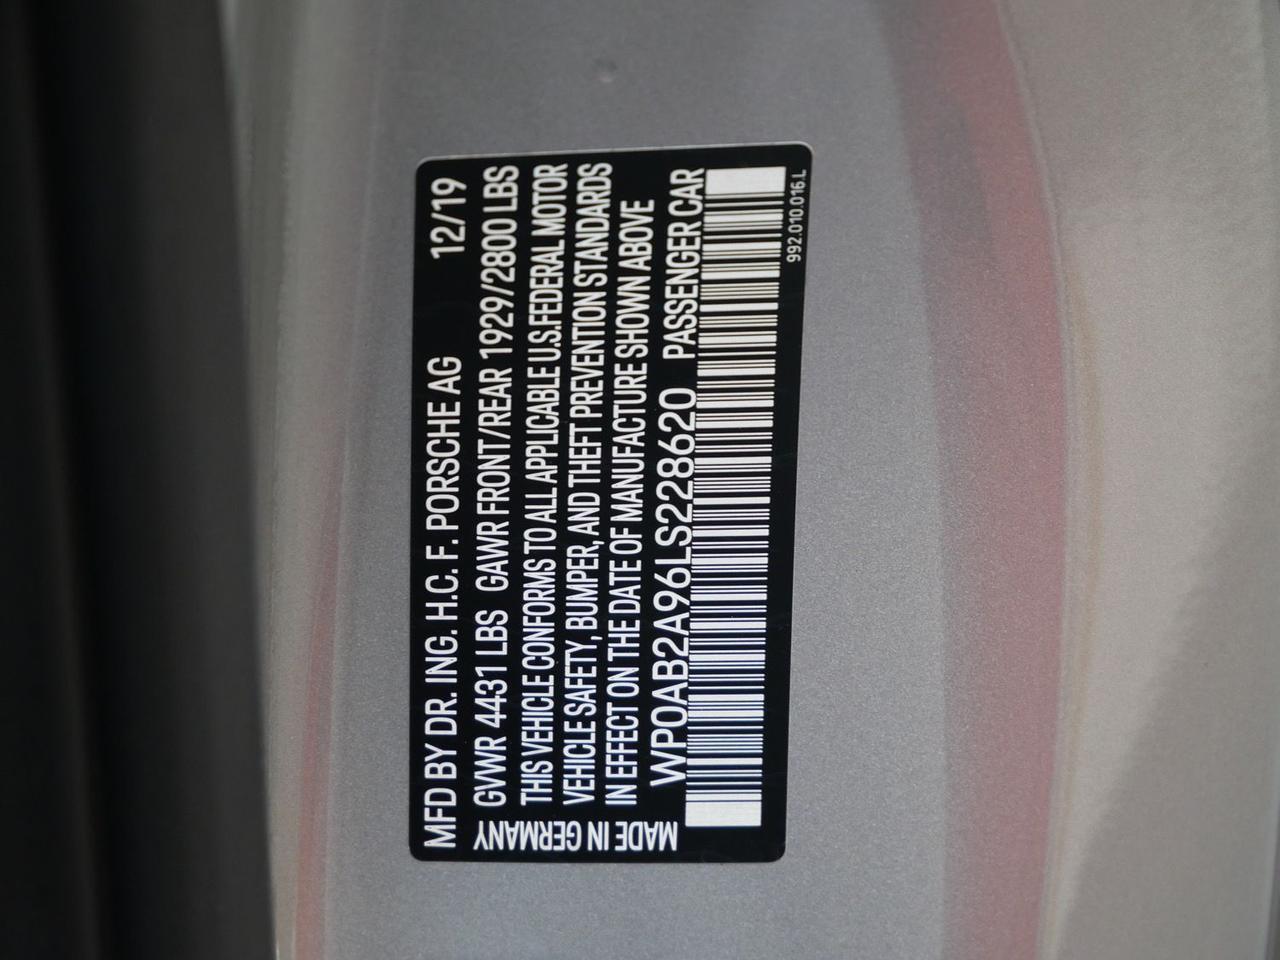 MFD BY DR. ING. H.C. F. PORSCHE AG 12/19
GVWR 4431 LBS GAWR FRONT/REAR 1929/2800 LBS
THIS VEHICLE CONFORMS TO ALL APPLICABLE U.S. FEDERAL MOTOR
VEHICLE SAFETY, BUMPER, AND THEFT PREVENTION STANDARDS
IN EFFECT ON THE DATE OF MANUFACTURE SHOWN ABOVE
WP0AB2A96LS228620 PASSENGER CAR
MADE IN GERMANY
992.010.016.L